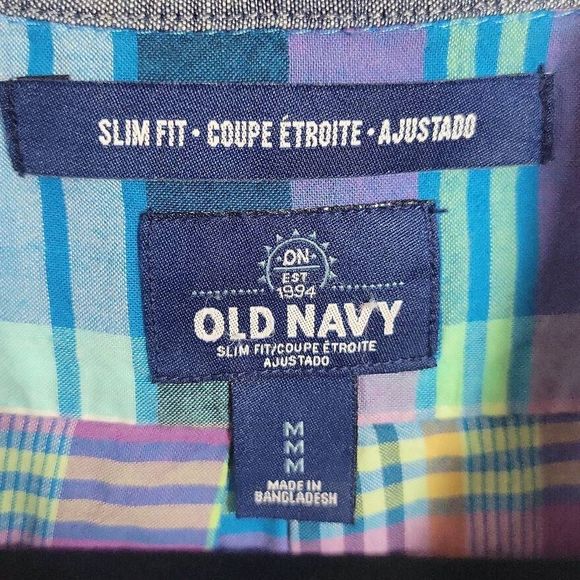 SLIM FIT • COUPE ÉTROITE • AJUSTADO
ON
EST
1994
OLD NAVY
SLIM FIT/COUPE ÉTROITE
AJUSTADO
M
M
M
MADE IN
BANGLADESH